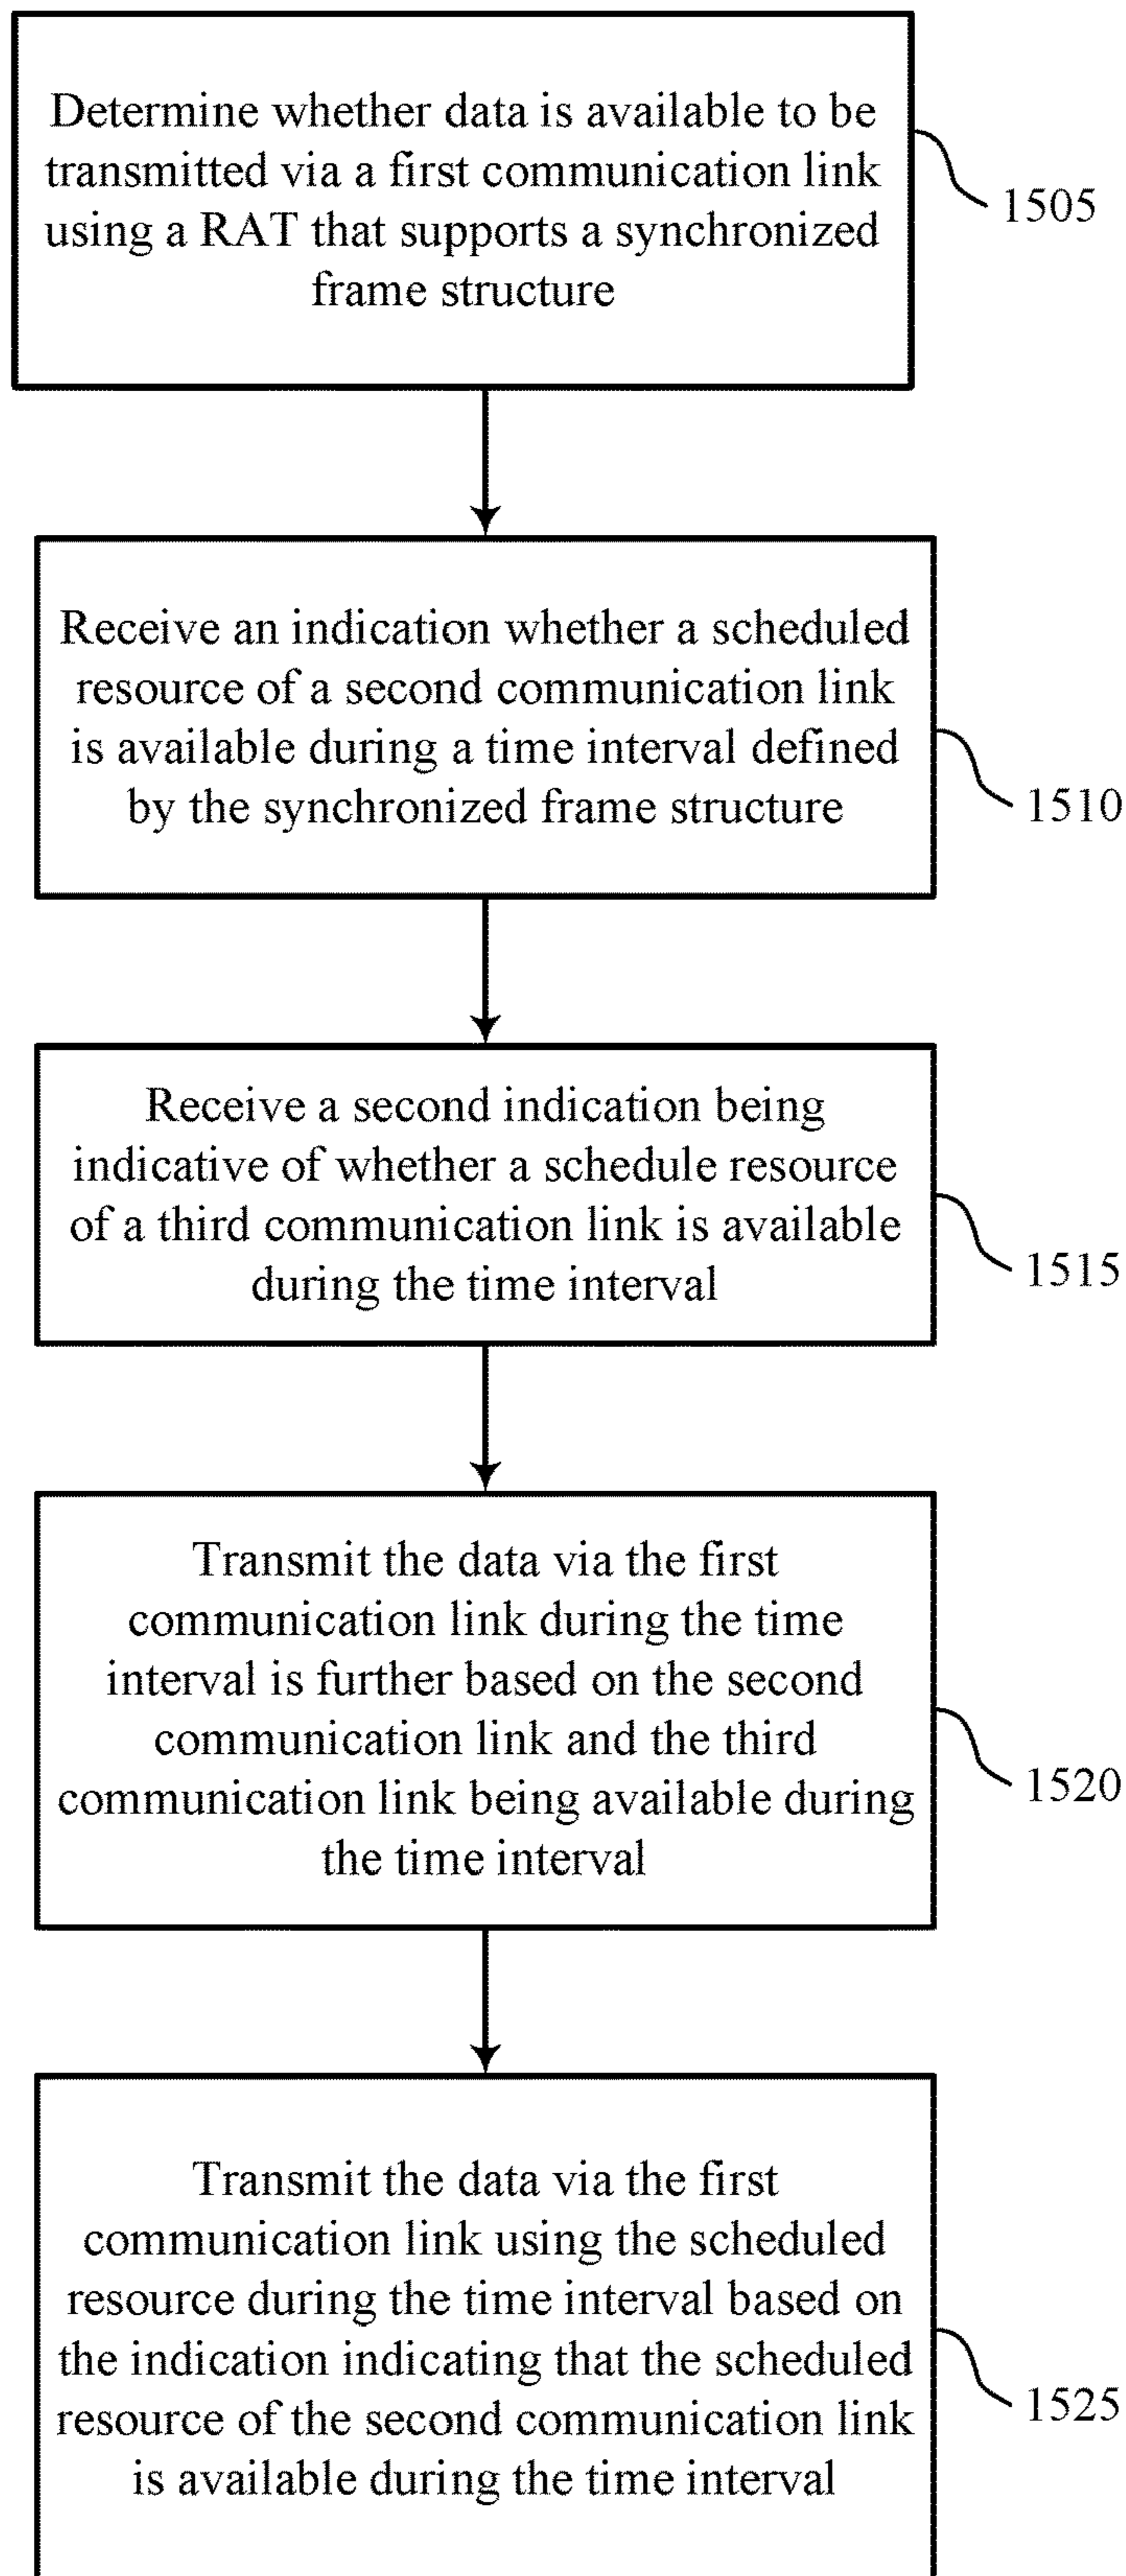 Determine whether data is available to be
transmitted via a first communication link
using a RAT that supports a synchronized
frame structure
1505
Receive an indication whether a scheduled
resource of a second communication link
is available during a time interval defined
by the synchronized frame structure
1510
Receive a second indication being
indicative of whether a schedule resource
of a third communication link is available
during the time interval
1515
Transmit the data via the first
communication link during the time
interval is further based on the second
communication link and the third
communication link being available during
the time interval
1520
Transmit the data via the first
communication link using the scheduled
resource during the time interval based on
the indication indicating that the scheduled
resource of the second communication link
is available during the time interval
1525